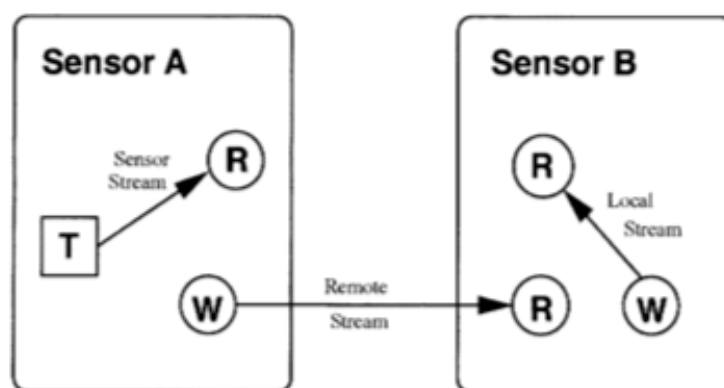 Sensor A
Sensor B
Sensor
Stream
R
T
W
Remote
Stream
R
Local
Stream
R
W